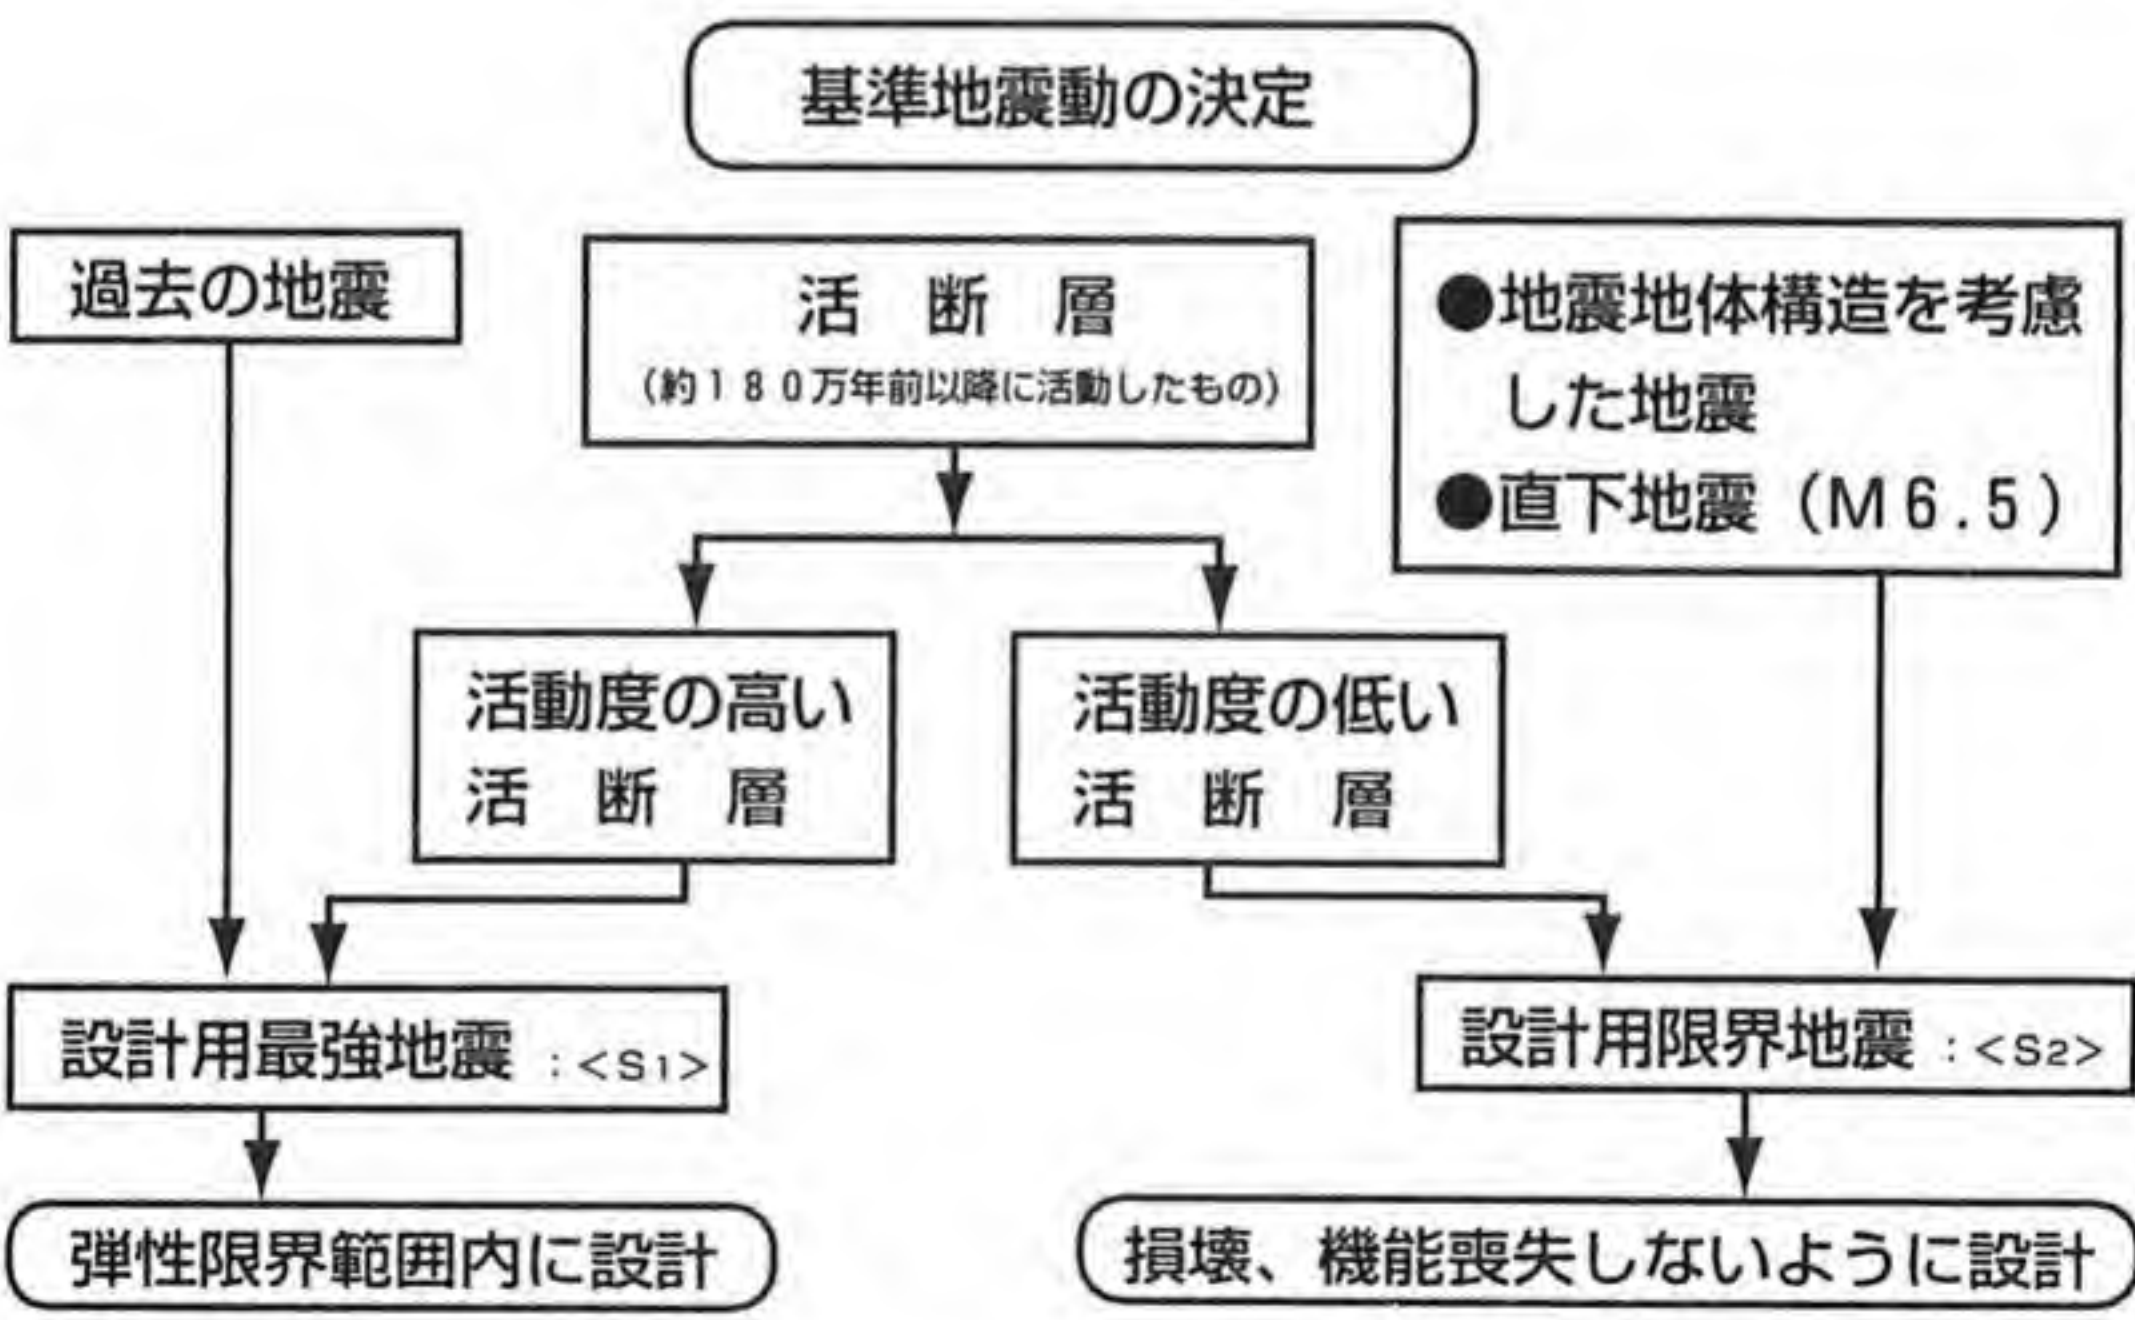 基準地震動の決定
過去の地震
活 断 層
（約180万年前以降に活動したもの）
●地震地体構造を考慮
した地震
●直下地震（M6.5）
活動度の高い
活 断 層
活動度の低い
活 断 層
設計用最強地震 ：<S1>
設計用限界地震 ：<S2>
弾性限界範囲内に設計
損壊、機能喪失しないように設計